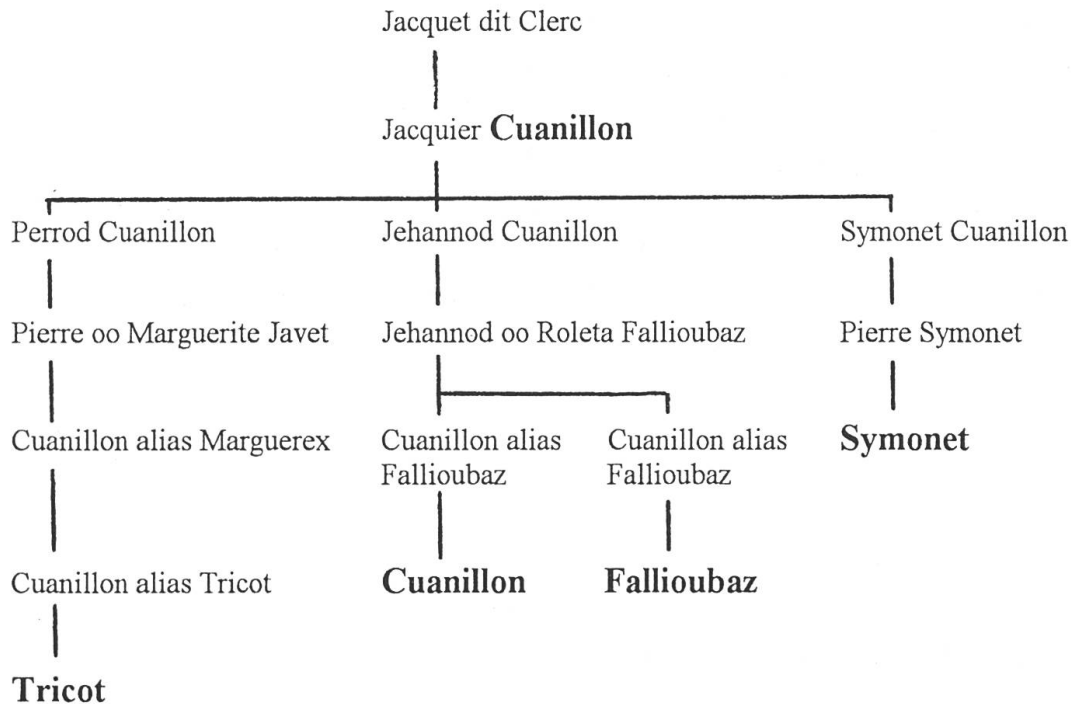 Jacquet dit Clerc
Jacquier Cuanillon
Perrod Cuanillon
Jehannod Cuanillon
Symonet Cuanillon
Pierre oo Marguerite Javet
Jehannod oo Roleta Fallioubaz
Pierre Symonet
Cuanillon alias Marguerex
Cuanillon alias
Fallioubaz
Cuanillon alias
Fallioubaz
Symonet
Cuanillon alias Tricot
Cuanillon
Fallioubaz
Tricot